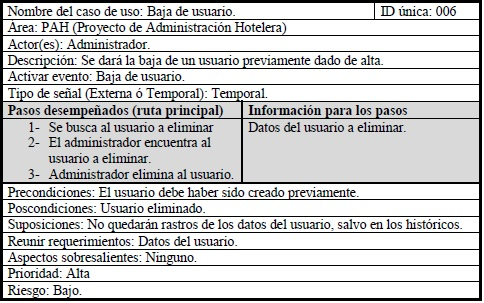 Nombre del caso de uso: Baja de usuario. ID única: 006
Area: PAH (Proyecto de Administración Hotelera)
Actor(es): Administrador.
Descripción: Se dará la baja de un usuario previamente dado de alta.
Activar evento: Baja de usuario.
Tipo de señal (Externa ó Temporal): Temporal.
Pasos desempeñados (ruta principal) Información para los pasos
1- Se busca al usuario a eliminar Datos del usuario a eliminar.
2- El administrador encuentra al
usuario a eliminar.
3- Administrador elimina al usuario.
Precondiciones: El usuario debe haber sido creado previamente.
Poscondiciones: Usuario eliminado.
Suposiciones: No quedarán rastros de los datos del usuario, salvo en los históricos.
Reunir requerimientos: Datos del usuario.
Aspectos sobresalientes: Ninguno.
Prioridad: Alta
Riesgo: Bajo.